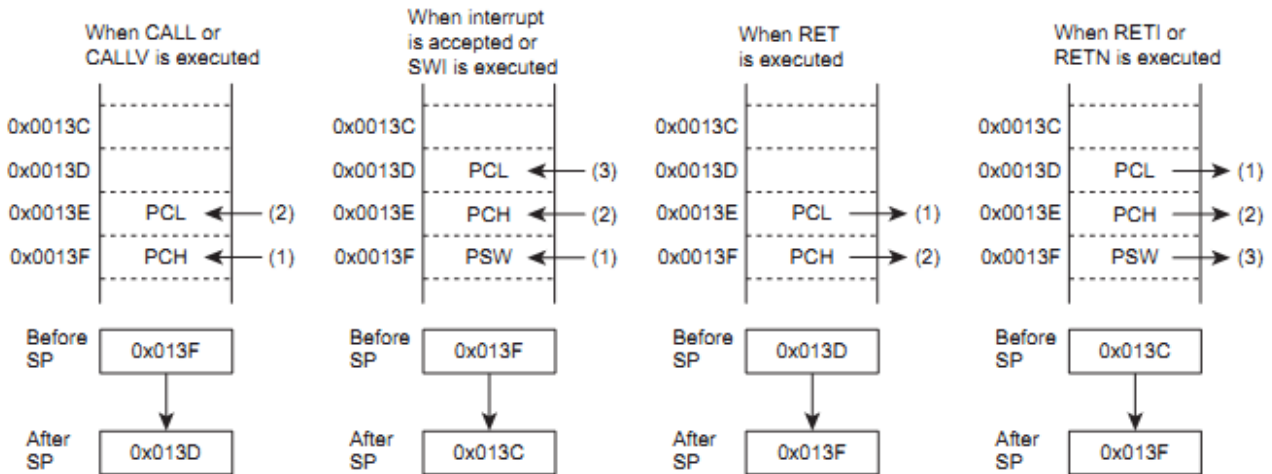 When CALL or
CALLV is executed
When interrupt
is accepted or
SWI is executed
When RET
is executed
When RETI or
RETN is executed
0x0013C 0x0013C 0x0013C 0x0013C
0x0013D 0x0013D PCL (3) 0x0013D 0x0013D PCL (1)
0x0013E PCL (2) 0x0013E PCH (2) 0x0013E PCL (1) 0x0013E PCH (2)
0x0013F PCH (1) 0x0013F PSW (1) 0x0013F PCH (2) 0x0013F PSW (3)
Before
SP 0x013F
Before
SP 0x013F
Before
SP 0x013D
Before
SP 0x013C
After
SP 0x013D
After
SP 0x013C
After
SP 0x013F
After
SP 0x013F